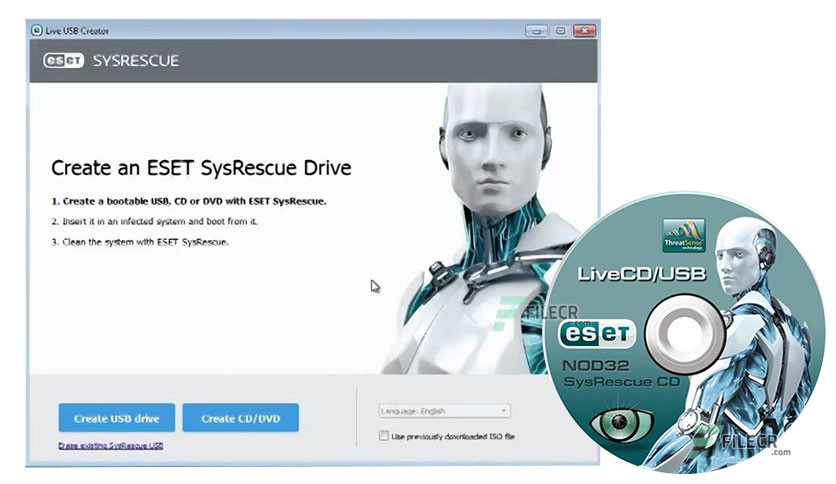 Live USB Creator
eseT SYSRESCUE
Create an ESET SysRescue Drive
1. Create a bootable USB, CD or DVD with ESET SysRescue.
2. Insert it in an infected system and boot from it.
3. Clean the system with ESET SysRescue.
Create USB drive
Create CD/DVD
Erase existing SysRescue USB
Language: English
Use previously downloaded ISO file
ThreatSense
technology
LiveCD/USB
FILECR
.com
eseT
NOD32
SysRescue CD
FILECR
.com